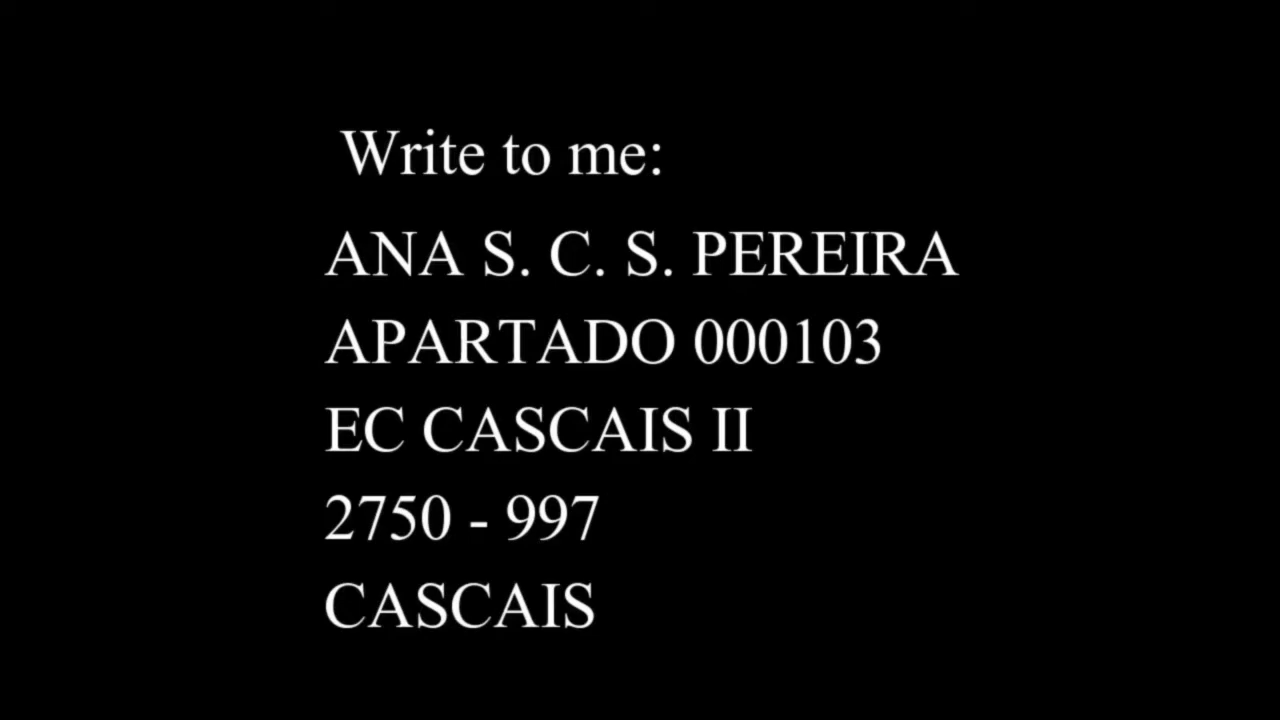 Write to me:
ANA S. C. S. PEREIRA
APARTADO 000103
EC CASCAIS II
2750 - 997
CASCAIS